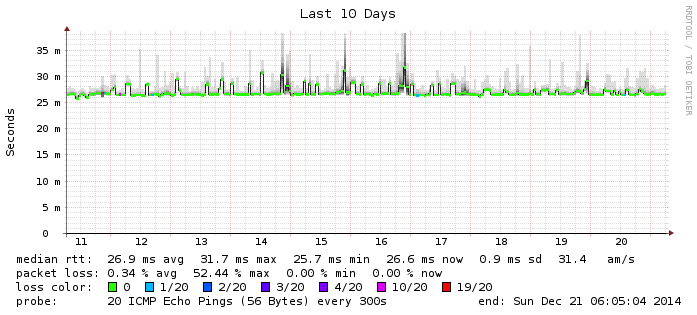 Last 10 Days
RRDTOOL / TOBI OETIKER
Seconds
35 m
30 m
25 m
20 m
15 m
10 m
5 m
0
11 12 13 14 15 16 17 18 19 20
median rtt: 26.9 ms avg 31.7 ms max 25.7 ms min 26.6 ms now 0.9 ms sd 31.4 am/s
packet loss: 0.34 % avg 52.44 % max 0.00 % min 0.00 % now
loss color: 0 1/20 2/20 3/20 4/20 10/20 19/20
probe: 20 ICMP Echo Pings (56 Bytes) every 300s end: Sun Dec 21 06:05:04 2014